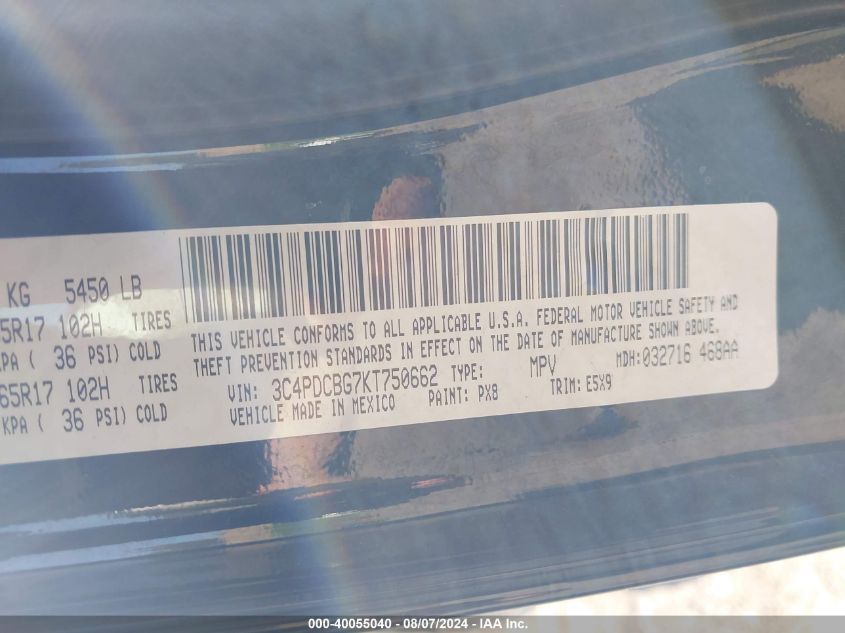 KG 5450 LB
5R17 102H TIRES
KPA ( 36 PSI) COLD
65R17 102H TIRES
KPA ( 36 PSI) COLD
THIS VEHICLE CONFORMS TO ALL APPLICABLE U.S.A. FEDERAL MOTOR VEHICLE SAFETY AND
THEFT PREVENTION STANDARDS IN EFFECT ON THE DATE OF MANUFACTURE SHOWN ABOVE.
VIN: 3C4PDCBG7KT750662 TYPE: MPV MDH:032716 468AA
VEHICLE MADE IN MEXICO PAINT: PX8 TRIM: E5X9
000-40055040 - 08/07/2024 - IAA Inc.